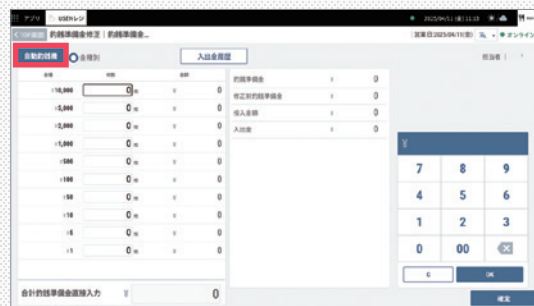 アプリ USENレジ 2025/04/11(金)11:13
< TOP画面 釣銭準備金修正 | 釣銭準備金... 営業日:2025/04/11(金) オンライン
自動釣銭機 金種別 入出金履歴 担当者 :
金種 枚数 金額
¥10,000 0 枚 ¥ 0
¥5,000 0 枚 ¥ 0
¥2,000 0 枚 ¥ 0
¥1,000 0 枚 ¥ 0
¥500 0 枚 ¥ 0
¥100 0 枚 ¥ 0
¥50 0 枚 ¥ 0
¥10 0 枚 ¥ 0
¥5 0 枚 ¥ 0
¥1 0 枚 ¥ 0
合計釣銭準備金直接入力 ¥ 0
釣銭準備金 ¥ 0
修正前釣銭準備金 ¥ 0
投入金額 ¥ 0
入出金 ¥ 0
¥
7 8 9
4 5 6
1 2 3
0 00
C OK
確定